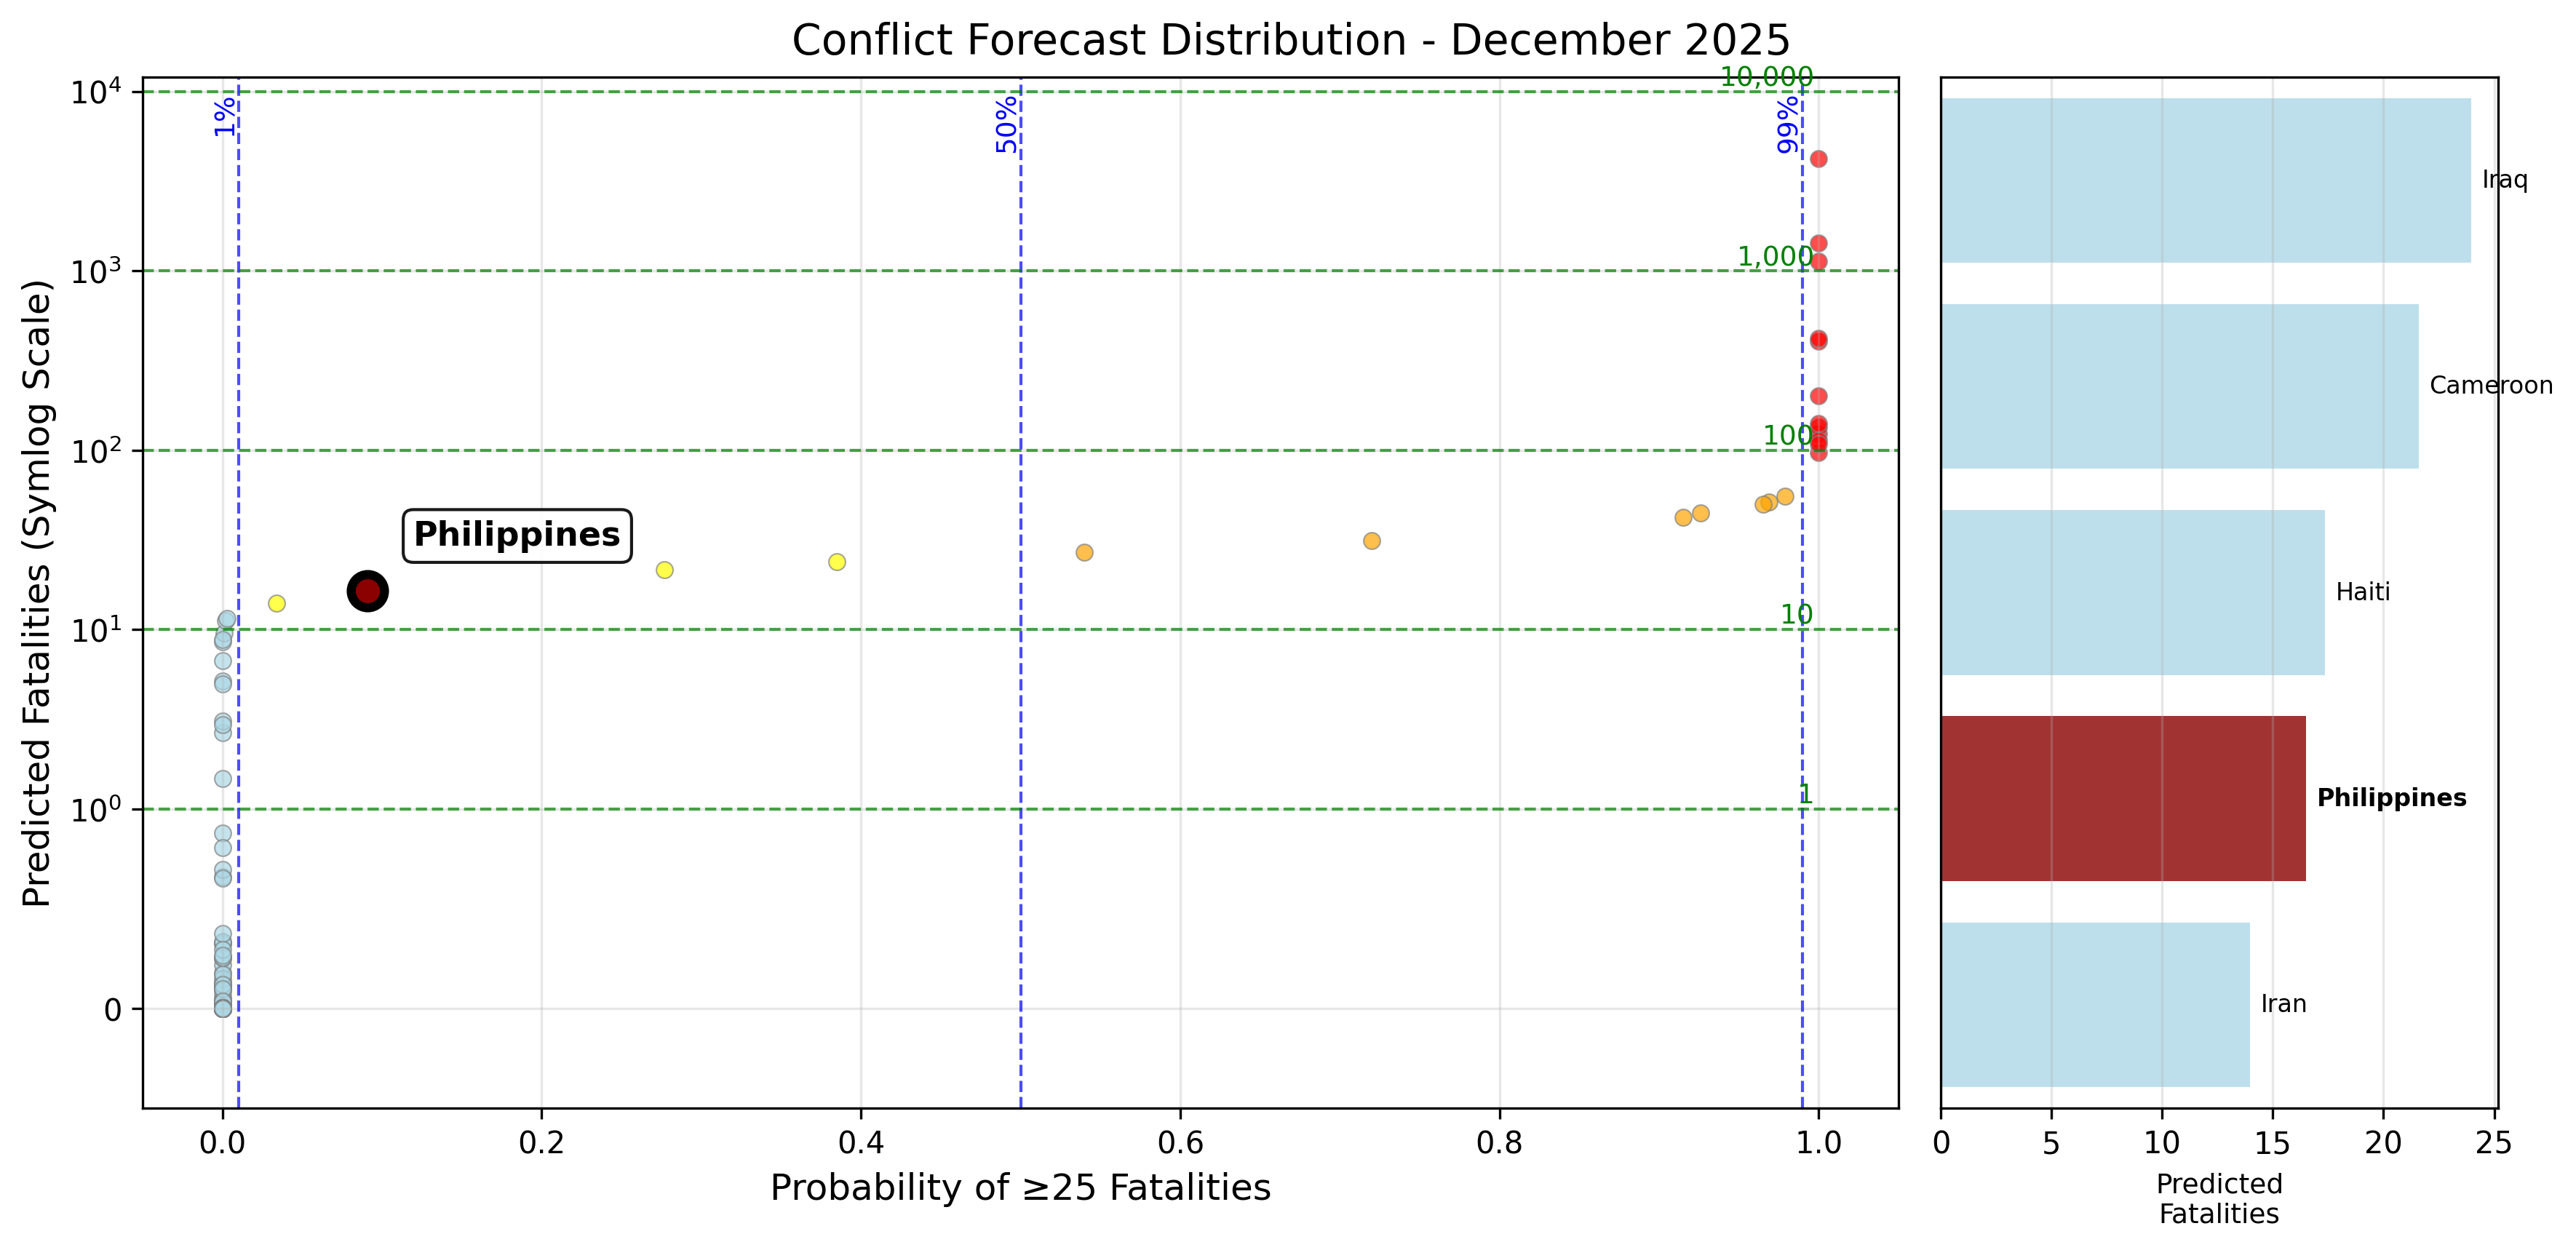 Conflict Forecast Distribution - December 2025
Predicted Fatalities (Symlog Scale)
10⁴
10³
10²
10¹
10⁰
0
1%
50%
99%
10,000
1,000
100
10
1
Philippines
0.0 0.2 0.4 0.6 0.8 1.0
Probability of ≥25 Fatalities
Iraq
Cameroon
Haiti
Philippines
Iran
0 5 10 15 20 25
Predicted
Fatalities